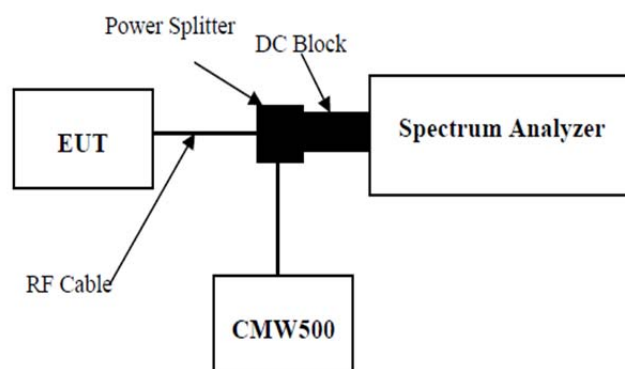 Power Splitter
DC Block
EUT
Spectrum Analyzer
RF Cable
CMW500